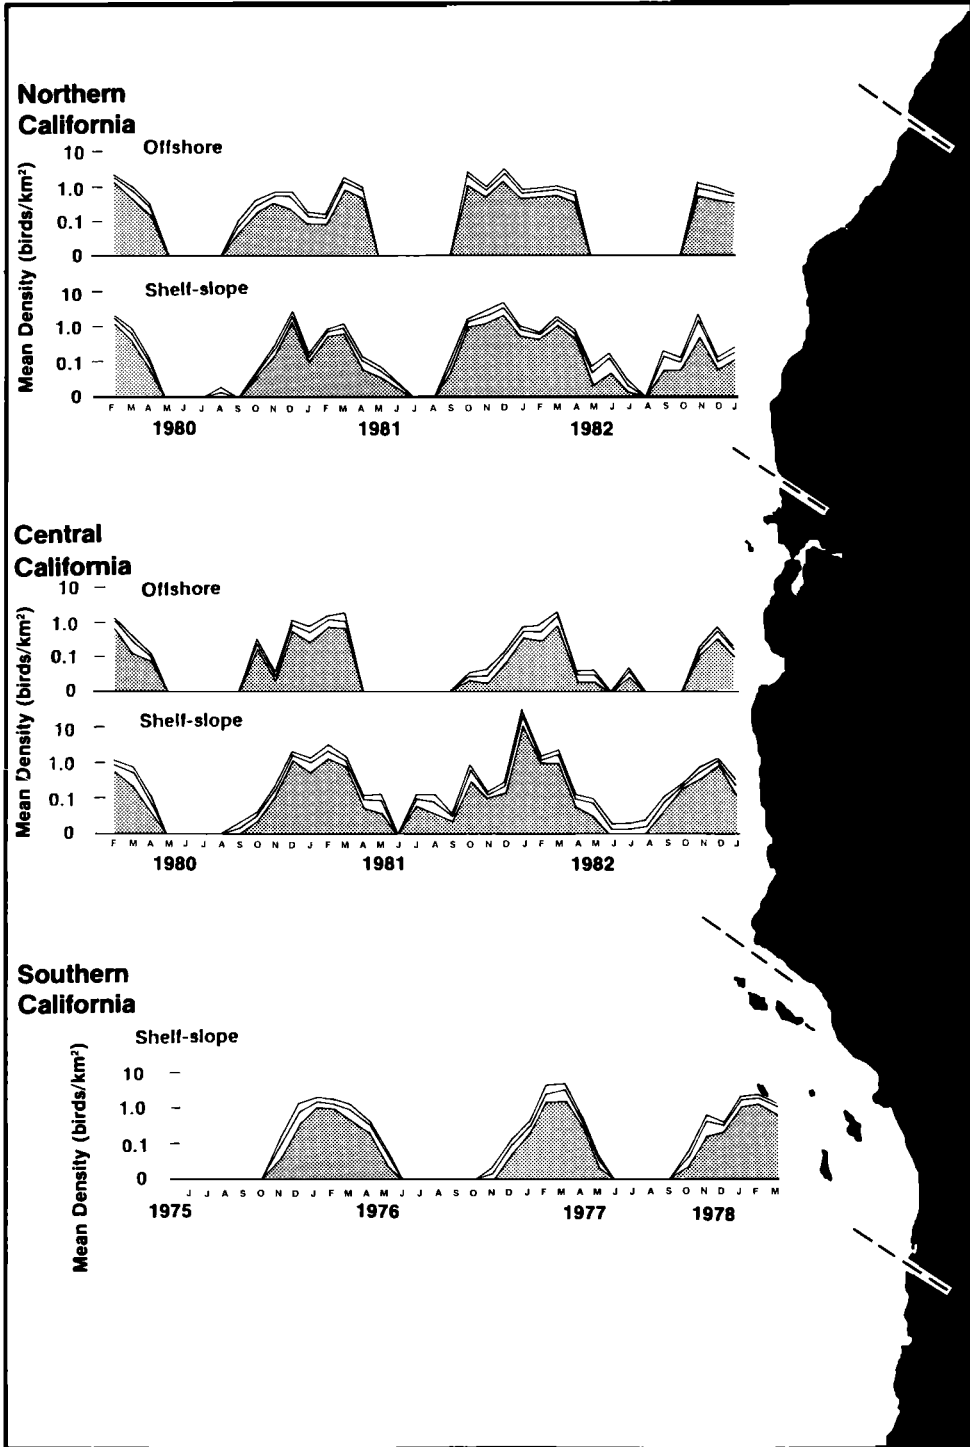 Northern
California
Offshore
Mean Density (birds/km²)
10
1.0
0.1
0
Shelf-slope
10
1.0
0.1
0
F M A M J J A S O N D J F M A M J J A S O N D J F M A M J J A S O N D J
1980 1981 1982
Central
California
Offshore
Mean Density (birds/km²)
10
1.0
0.1
0
Shelf-slope
10
1.0
0.1
0
F M A M J J A S O N D J F M A M J J A S O N D J F M A M J J A S O N D J
1980 1981 1982
Southern
California
Shelf-slope
Mean Density (birds/km²)
10
1.0
0.1
0
J J A S O N D J F M A M J J A S O N D J F M A M J J A S O N D J F M
1975 1976 1977 1978